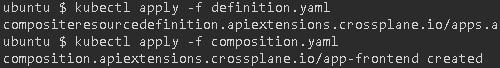 ubuntu $ kubectl apply -f definition.yaml
compositeresourcedefinition.apiextensions.crossplane.io/apps.a
ubuntu $ kubectl apply -f composition.yaml
composition.apiextensions.crossplane.io/app-frontend created